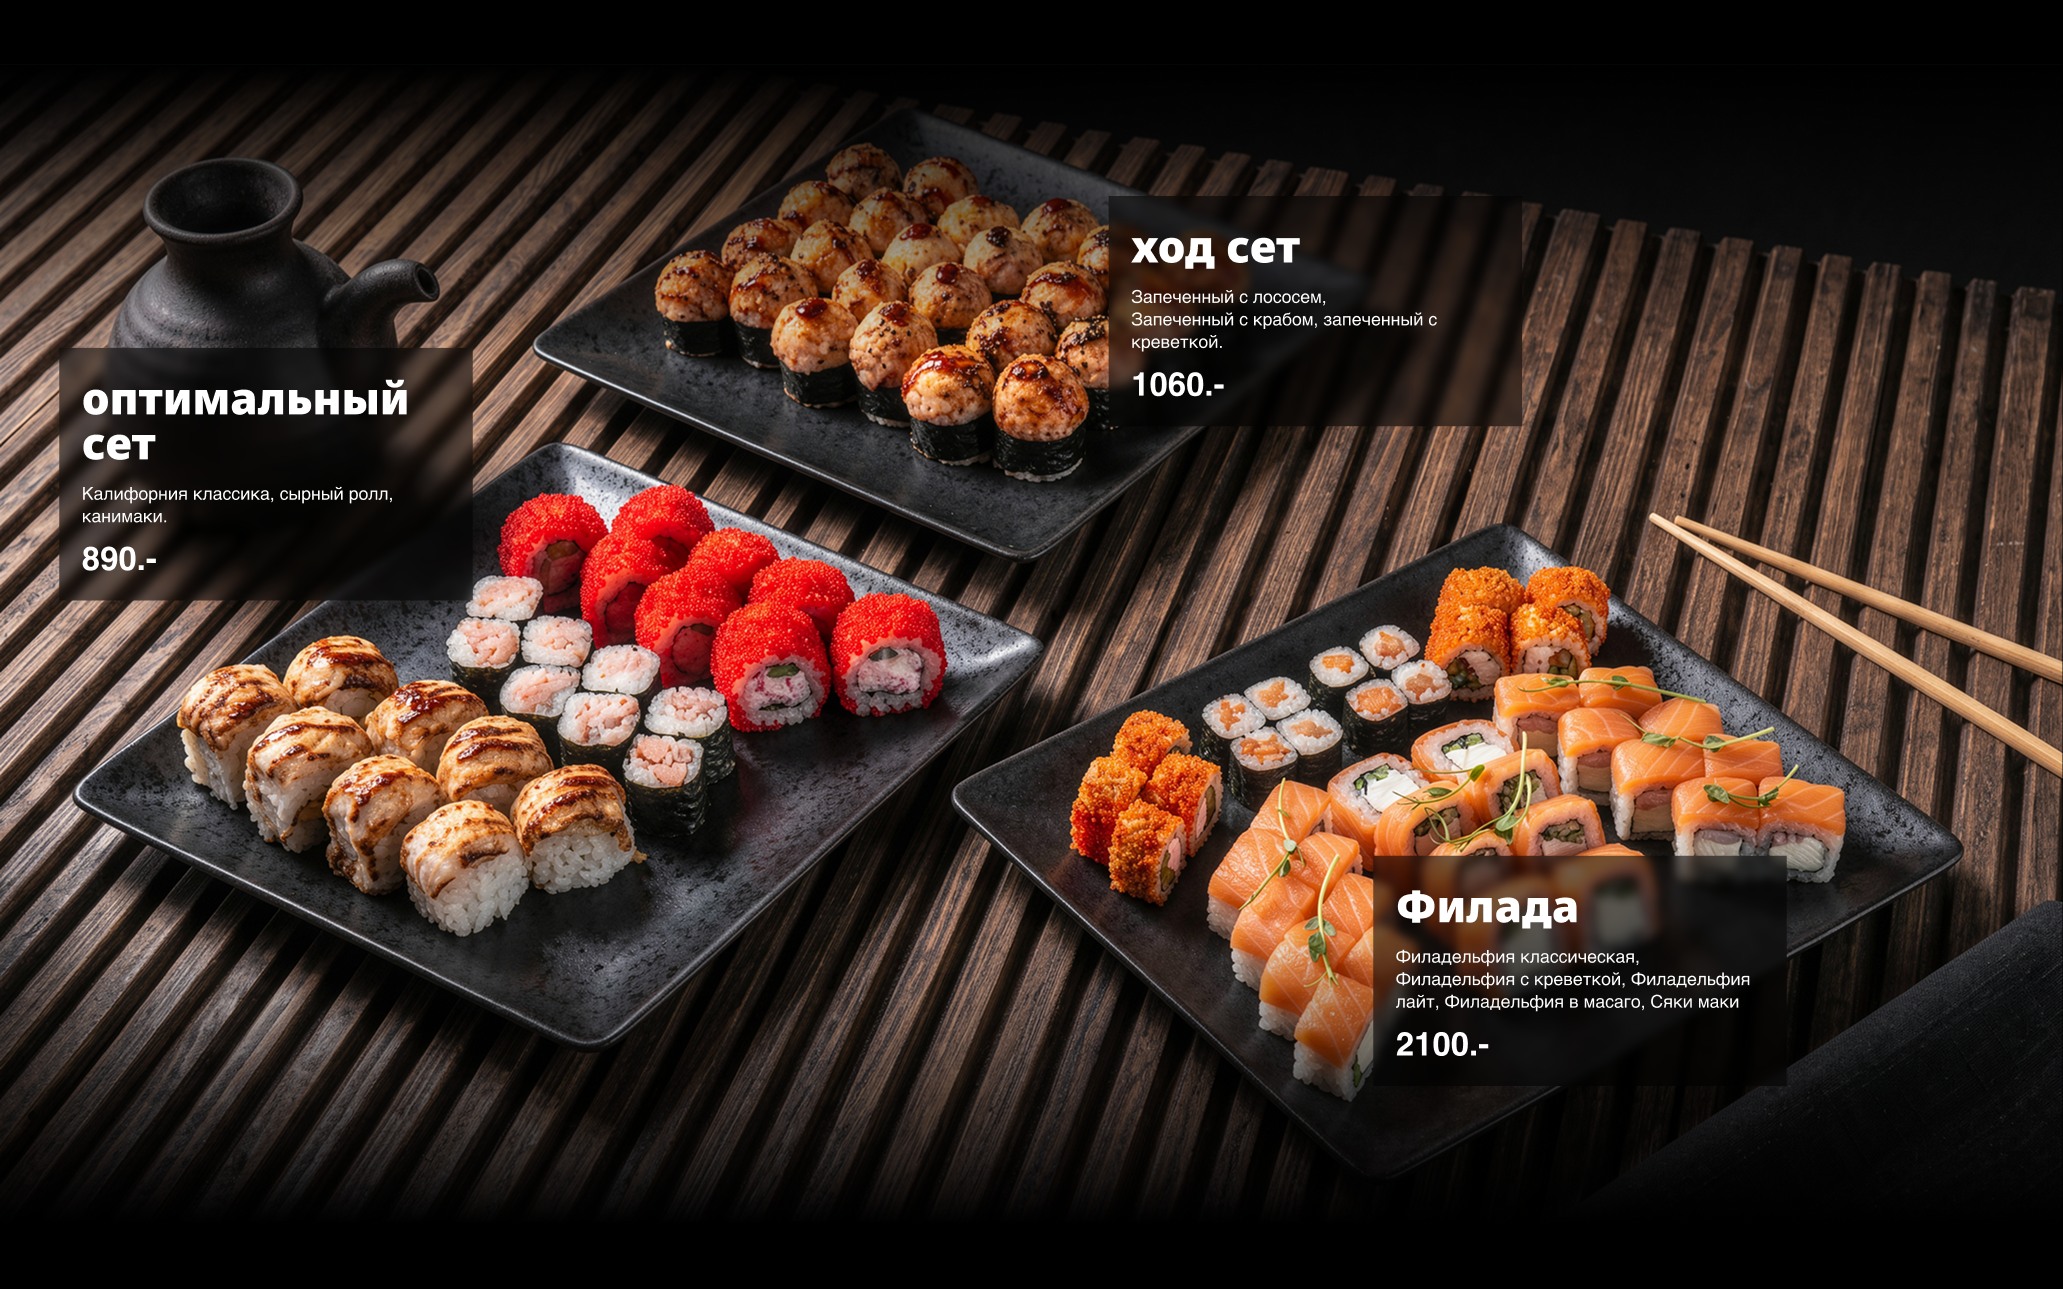 ход сет
Запеченный с лососем,
Запеченный с крабом, запеченный с
креветкой.
1060.-
оптимальный
сет
Калифорния классика, сырный ролл,
канимаки.
890.-
Филада
Филадельфия классическая,
Филадельфия с креветкой, Филадельфия
лайт, Филадельфия в масаго, Сяки маки
2100.-